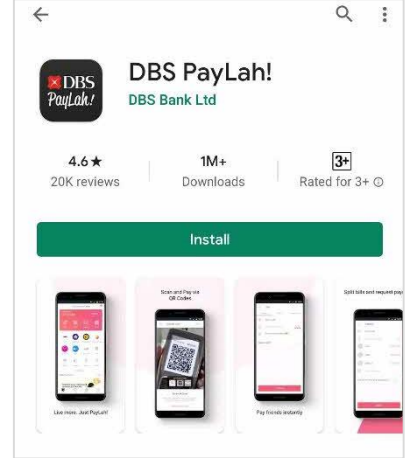 DBS PayLah!
DBS
PayLah!
DBS Bank Ltd
4.6★
1M+
3+
20K reviews
Downloads
Rated for 3+
Install
Scan and Pay via
QR Codes
Split bills and request pay
Live more. Just PayLah!
Pay friends instantly